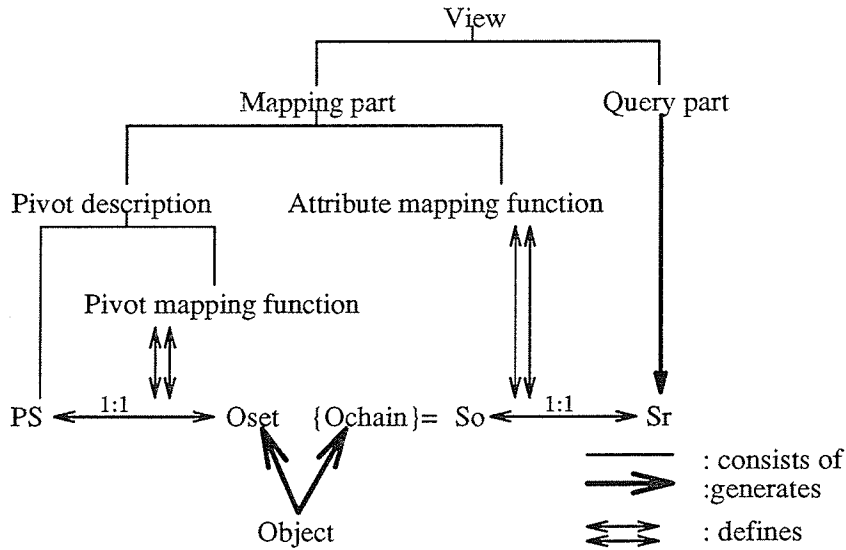 View
Mapping part
Query part
Pivot description
Attribute mapping function
Pivot mapping function
PS
1:1
Oset
{Ochain}=
So
1:1
Sr
: consists of
:generates
Object
: defines